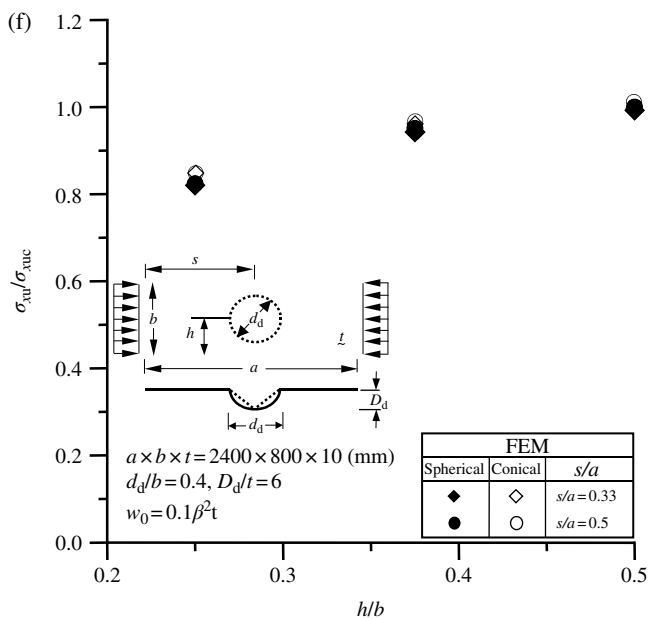 (f)
1.2
1.0
0.8
0.6
0.4
0.2
0.0
σxu/σxuc
s
b
h
dd
t
a
Dd
dd
a×b×t=2400×800×10 (mm)
dd/b=0.4, Dd/t=6
w0=0.1β²t
FEM
Spherical Conical s/a
s/a=0.33
s/a=0.5
0.2 0.3 0.4 0.5
h/b